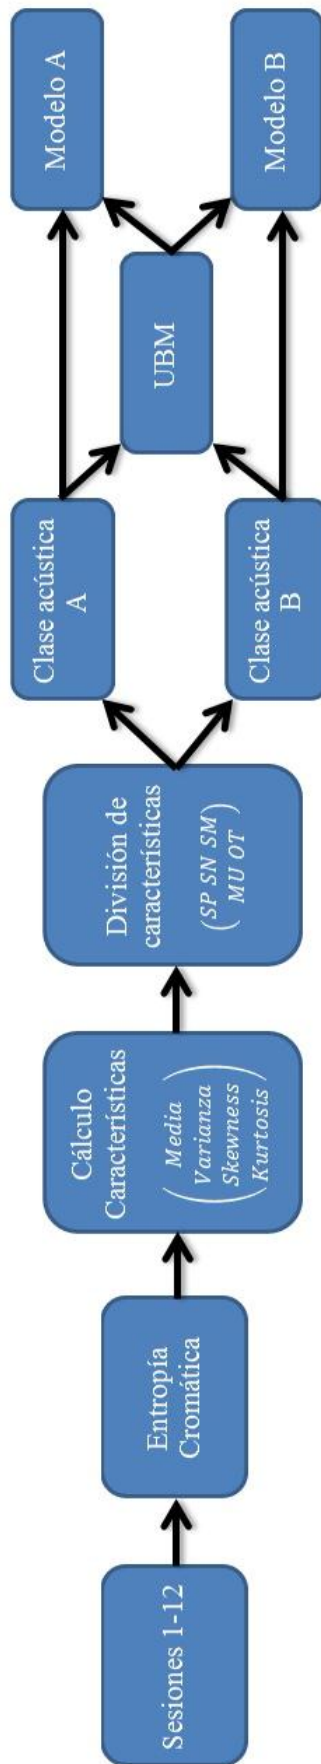 Sesiones 1-12
Entropía
Cromática
Cálculo
Características
Media
Varianza
Skewness
Kurtosis
División de
características
(SP SN SM)
MU OT
Clase acústica
A
Clase acústica
B
UBM
Modelo A
Modelo B